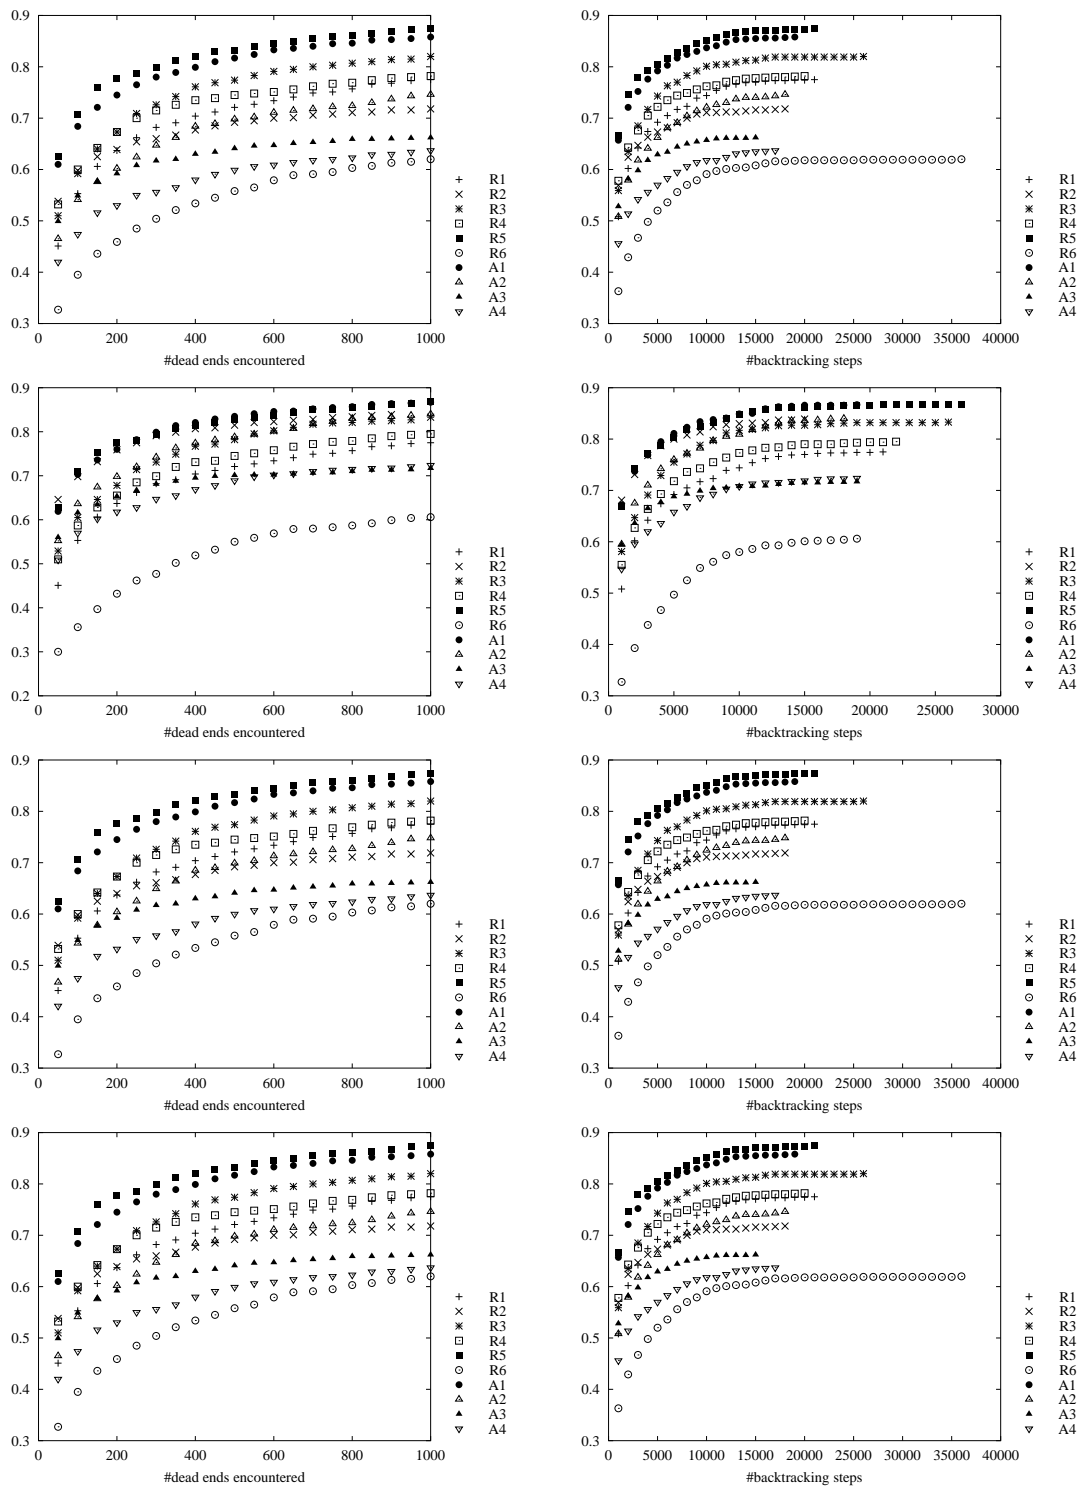 0.9
0.8
0.7
0.6
0.5
0.4
0.3
0 200 400 600 800 1000
#dead ends encountered
R1
R2
R3
R4
R5
R6
A1
A2
A3
A4
0.9
0.8
0.7
0.6
0.5
0.4
0.3
0 5000 10000 15000 20000 25000 30000 35000 40000
#backtracking steps
R1
R2
R3
R4
R5
R6
A1
A2
A3
A4
0.9
0.8
0.7
0.6
0.5
0.4
0.3
0.2
0 200 400 600 800 1000
#dead ends encountered
R1
R2
R3
R4
R5
R6
A1
A2
A3
A4
0.9
0.8
0.7
0.6
0.5
0.4
0.3
0 5000 10000 15000 20000 25000 30000
#backtracking steps
R1
R2
R3
R4
R5
R6
A1
A2
A3
A4
0.9
0.8
0.7
0.6
0.5
0.4
0.3
0 200 400 600 800 1000
#dead ends encountered
R1
R2
R3
R4
R5
R6
A1
A2
A3
A4
0.9
0.8
0.7
0.6
0.5
0.4
0.3
0 5000 10000 15000 20000 25000 30000 35000 40000
#backtracking steps
R1
R2
R3
R4
R5
R6
A1
A2
A3
A4
0.9
0.8
0.7
0.6
0.5
0.4
0.3
0 200 400 600 800 1000
#dead ends encountered
R1
R2
R3
R4
R5
R6
A1
A2
A3
A4
0.9
0.8
0.7
0.6
0.5
0.4
0.3
0 5000 10000 15000 20000 25000 30000 35000 40000
#backtracking steps
R1
R2
R3
R4
R5
R6
A1
A2
A3
A4